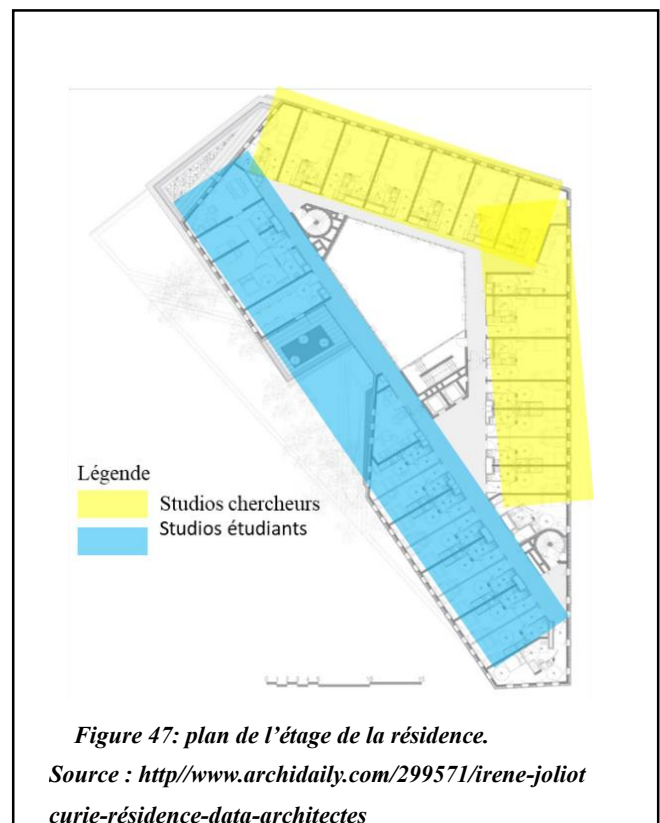 Légende
Studios chercheurs
Studios étudiants
Figure 47: plan de l’étage de la résidence.
Source : http//www.archidaily.com/299571/irene-joliot
curie-résidence-data-architectes